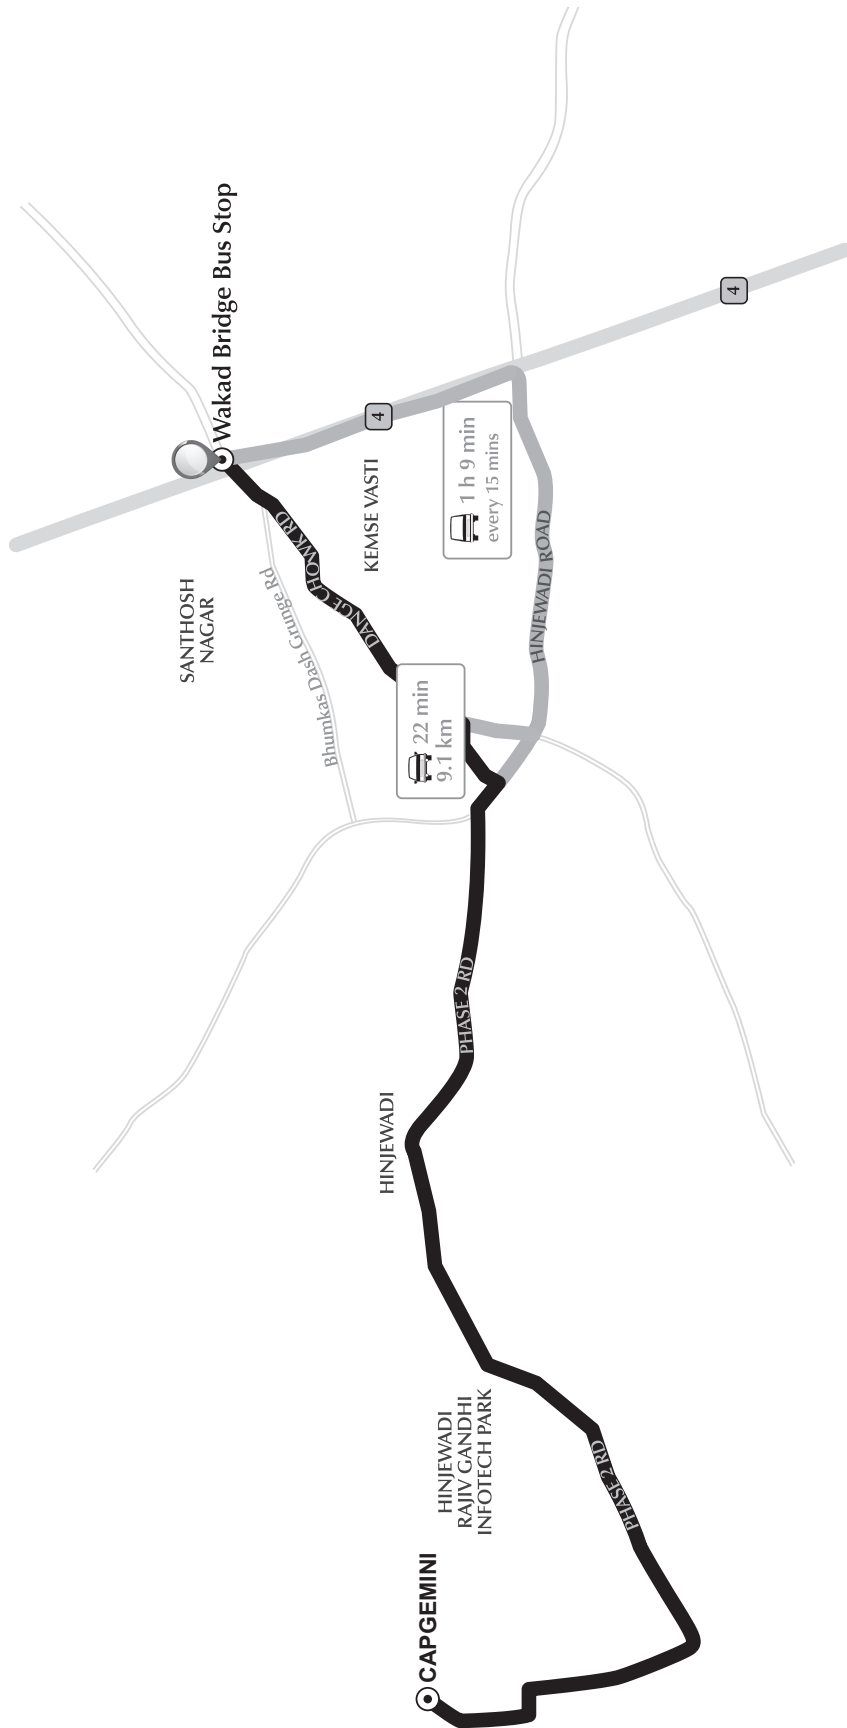 Wakad Bridge Bus Stop
4
4
SANTHOSH
NAGAR
KEMSE VASTI
DANGE CHOWK RD
Bhumkas Dash Grunge Rd
1 h 9 min
every 15 mins
HINJEWADI ROAD
22 min
9.1 km
PHASE 2 RD
HINJEWADI
HINJEWADI
RAJIV GANDHI
INFOTECH PARK
PHASE 2 RD
CAPGEMINI